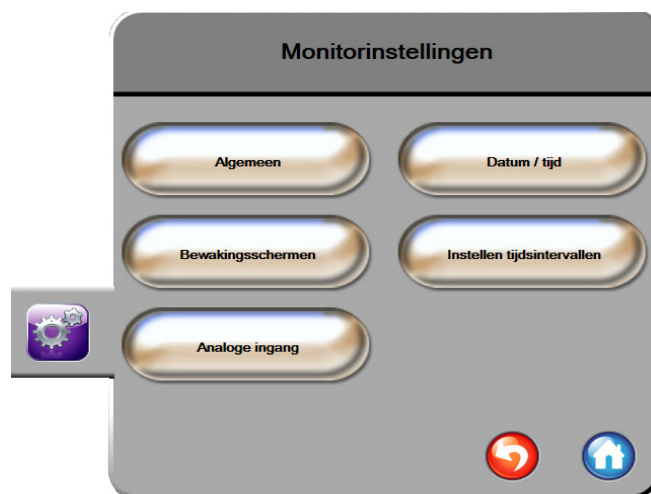 Monitorinstellingen
Algemeen
Datum / tijd
Bewakingsschermen
Instellen tijdsintervallen
Analoge ingang